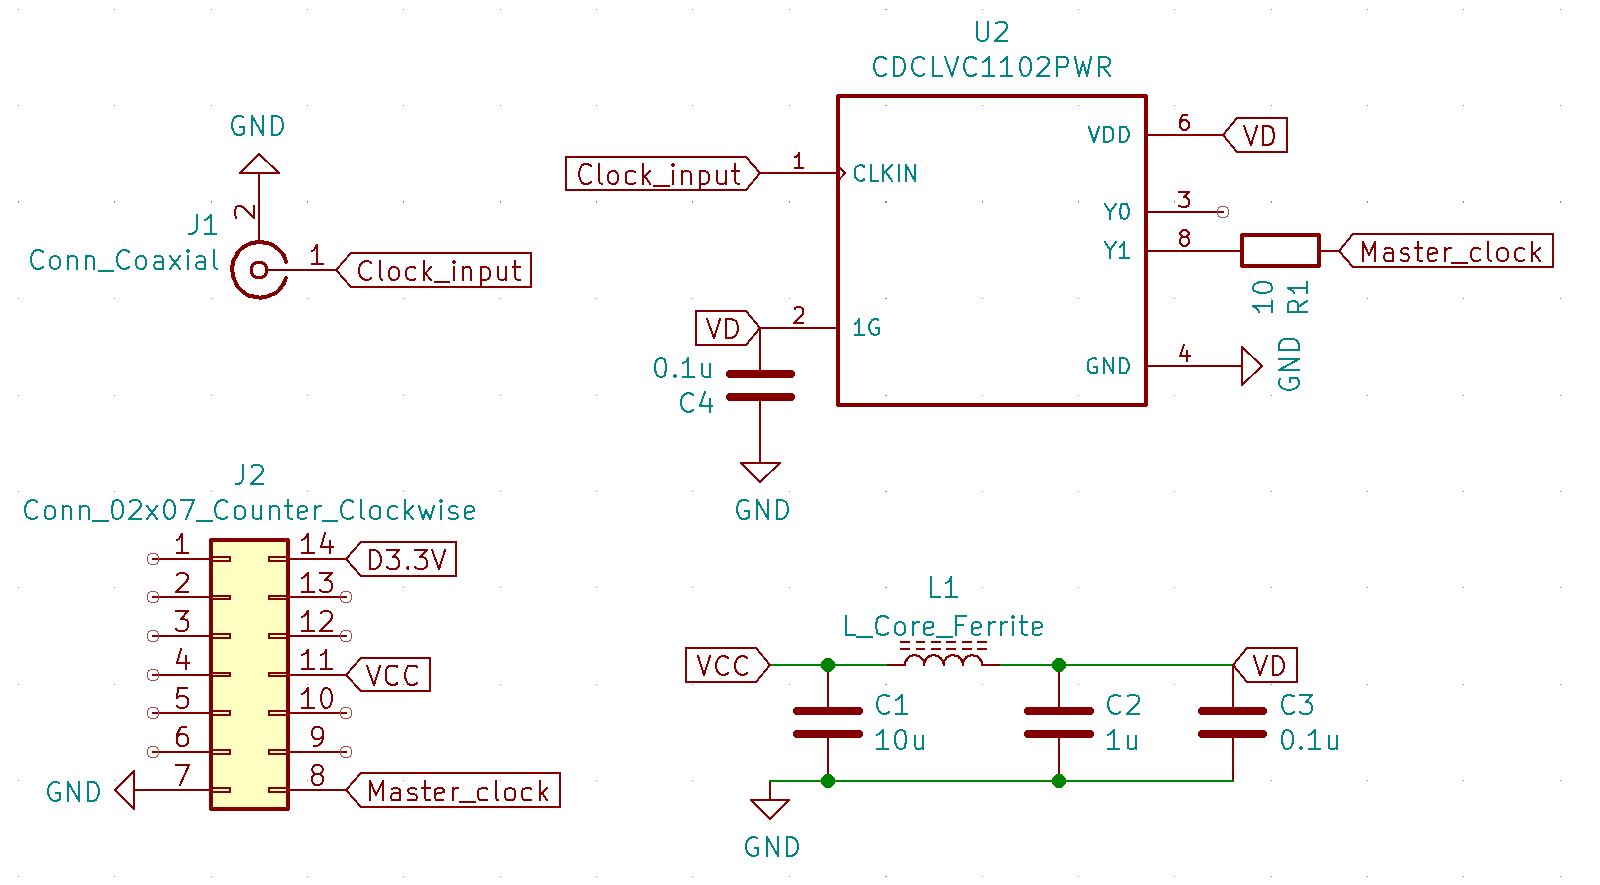 GND
2
J1
Conn_Coaxial
1
Clock_input
U2
CDCLVC1102PWR
Clock_input
1
CLKIN
VDD
6
VD
Y0
3
Y1
8
Master_clock
10
R1
VD
2
1G
0.1u
C4
GND
GND
4
GND
J2
Conn_02x07_Counter_Clockwise
1
14
D3.3V
2
13
3
12
4
11
VCC
5
10
6
9
7
8
GND
Master_clock
L1
L_Core_Ferrite
VCC
VD
C1
10u
C2
1u
C3
0.1u
GND